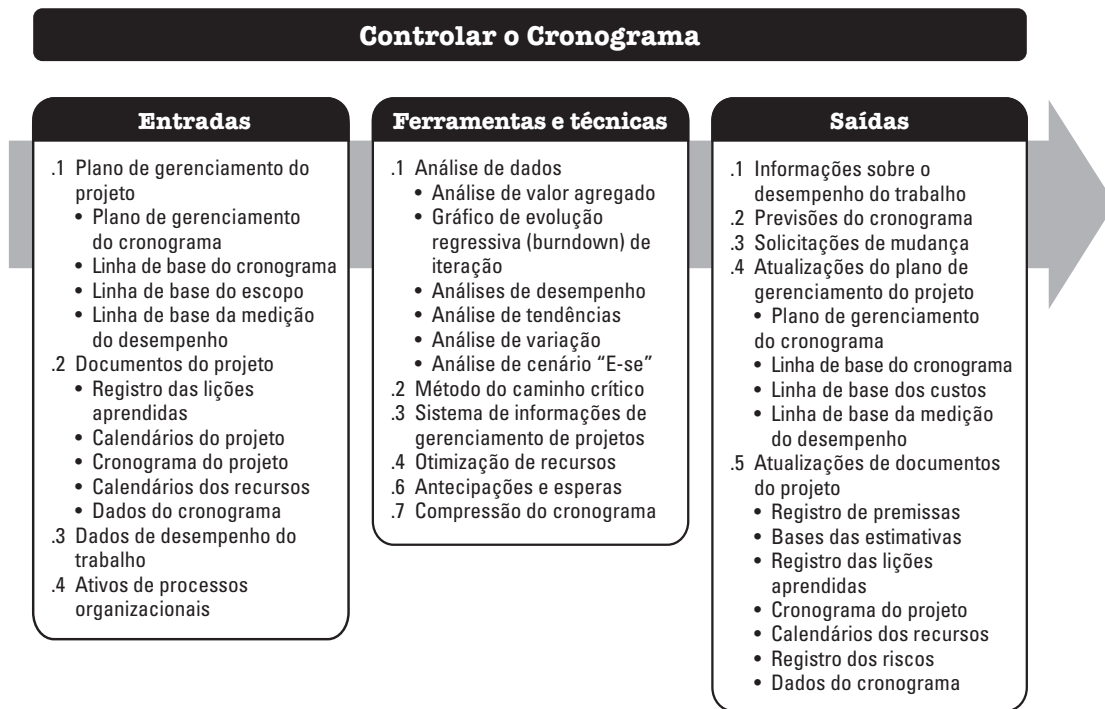 Controlar o Cronograma
Entradas
.1 Plano de gerenciamento do
projeto
• Plano de gerenciamento
do cronograma
• Linha de base do cronograma
• Linha de base do escopo
• Linha de base da medição
do desempenho
.2 Documentos do projeto
• Registro das lições
aprendidas
• Calendários do projeto
• Cronograma do projeto
• Calendários dos recursos
• Dados do cronograma
.3 Dados de desempenho do
trabalho
.4 Ativos de processos
organizacionais
Ferramentas e técnicas
.1 Análise de dados
• Análise de valor agregado
• Gráfico de evolução
regressiva (burndown) de
iteração
• Análises de desempenho
• Análise de tendências
• Análise de variação
• Análise de cenário “E-se”
.2 Método do caminho crítico
.3 Sistema de informações de
gerenciamento de projetos
.4 Otimização de recursos
.6 Antecipações e esperas
.7 Compressão do cronograma
Saídas
.1 Informações sobre o
desempenho do trabalho
.2 Previsões do cronograma
.3 Solicitações de mudança
.4 Atualizações do plano de
gerenciamento do projeto
• Plano de gerenciamento
do cronograma
• Linha de base do cronograma
• Linha de base dos custos
• Linha de base da medição
do desempenho
.5 Atualizações de documentos
do projeto
• Registro de premissas
• Bases das estimativas
• Registro das lições
aprendidas
• Cronograma do projeto
• Calendários dos recursos
• Registro dos riscos
• Dados do cronograma